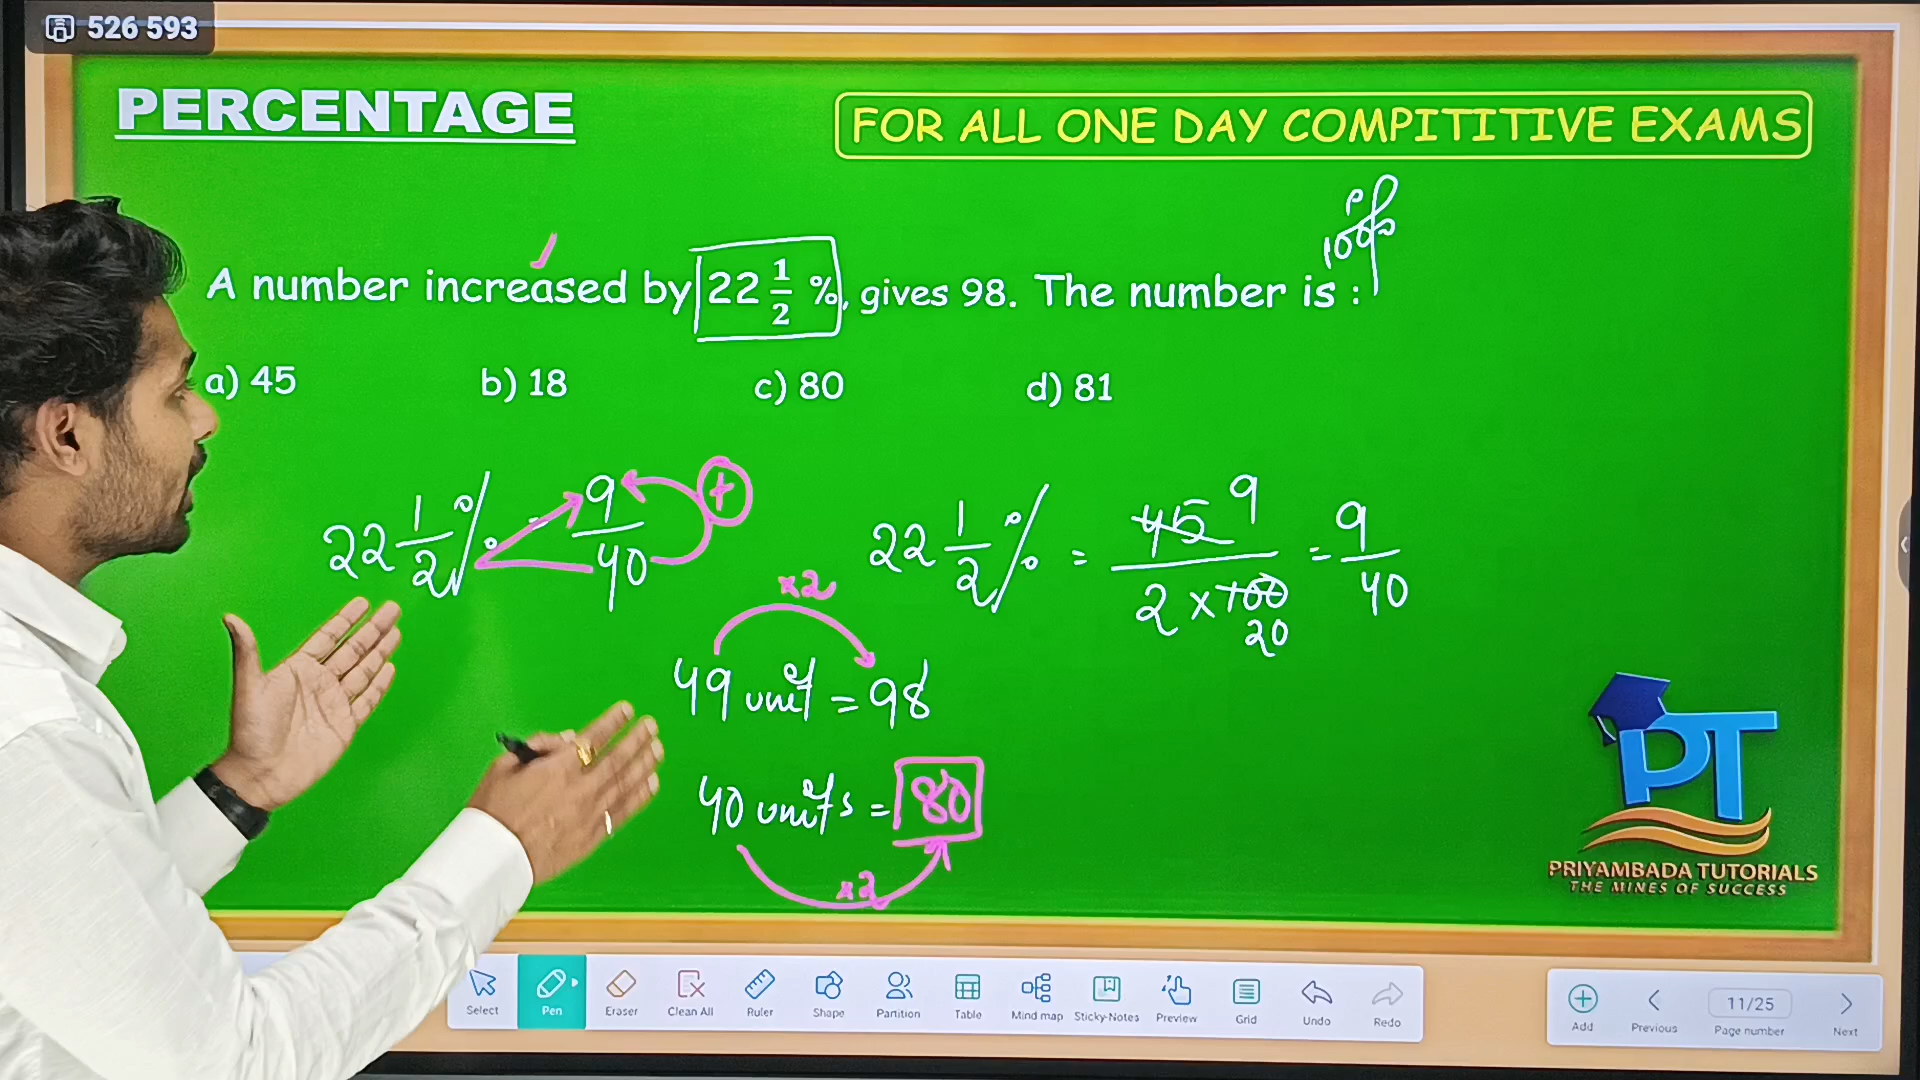 526 593
PERCENTAGE
FOR ALL ONE DAY COMPITITIVE EXAMS
100%
A number increased by 22 1/2 %, gives 98. The number is :
a) 45 b) 18 c) 80 d) 81
22 1/2 % = 9/40 +
22 1/2 % = 45 9 / 2 × 100 20 = 9/40
×2
49 unit = 98
40 units = 80
×2
PT
PRIYAMBADA TUTORIALS
THE MINES OF SUCCESS
Select Pen Eraser Clean All Ruler Shape Partition Table Mind map Sticky-Notes Preview Grid Undo Redo
Add Previous 11/25 Page number Next